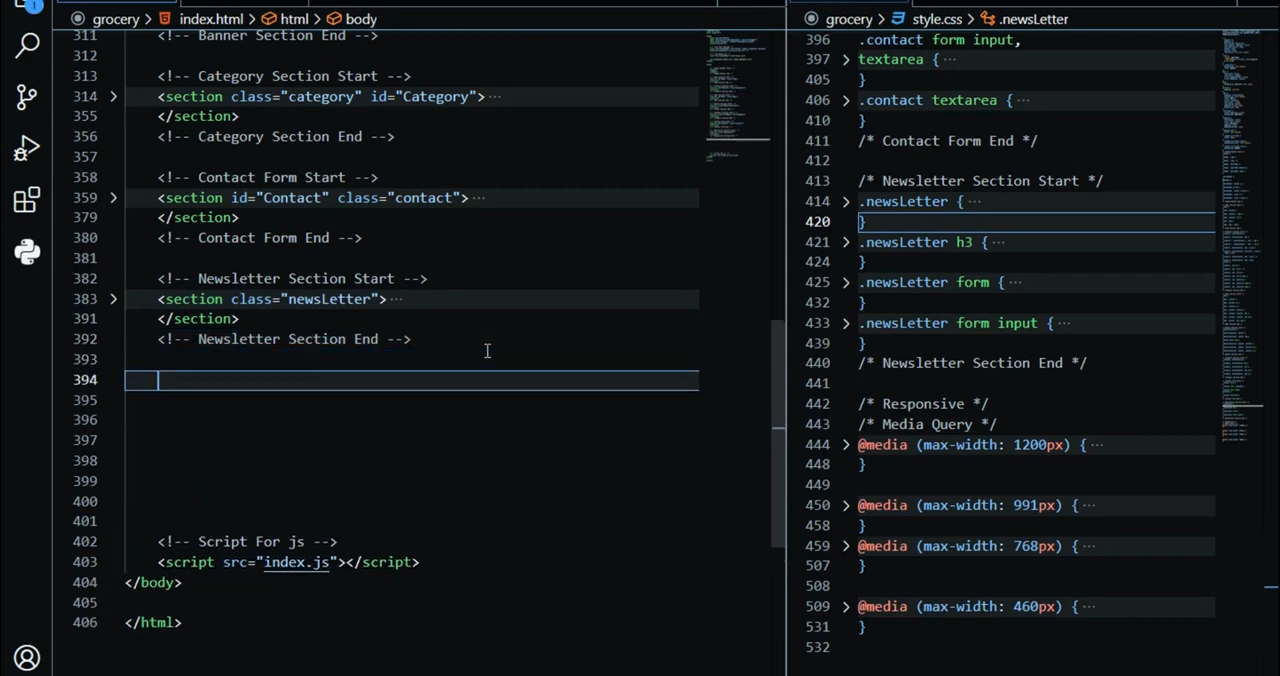 1
grocery > index.html > html > body
311 <!-- Banner Section End -->
312
313 <!-- Category Section Start -->
314 > <section class="category" id="Category">···
355 </section>
356 <!-- Category Section End -->
357
358 <!-- Contact Form Start -->
359 > <section id="Contact" class="contact">···
379 </section>
380 <!-- Contact Form End -->
381
382 <!-- Newsletter Section Start -->
383 > <section class="newsLetter">···
391 </section>
392 <!-- Newsletter Section End -->
393
394
395
396
397
398
399
400
401
402 <!-- Script For js -->
403 <script src="index.js"></script>
404 </body>
405
406 </html>
grocery > style.css > .newsLetter
396 .contact form input,
397 > textarea {···
405 }
406 > .contact textarea {···
410 }
411 /* Contact Form End */
412
413 /* Newsletter Section Start */
414 > .newsLetter {···
420 }
421 > .newsLetter h3 {···
424 }
425 > .newsLetter form {···
432 }
433 > .newsLetter form input {···
439 }
440 /* Newsletter Section End */
441
442 /* Responsive */
443 /* Media Query */
444 > @media (max-width: 1200px) {···
448 }
449
450 > @media (max-width: 991px) {···
458 }
459 > @media (max-width: 768px) {···
507 }
508
509 > @media (max-width: 460px) {···
531 }
532